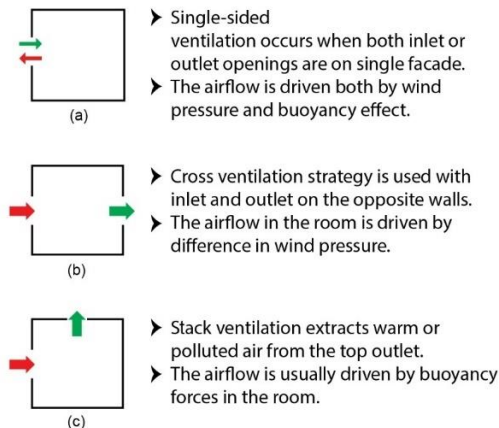 ➤ Single-sided
ventilation occurs when both inlet or
outlet openings are on single facade.
➤ The airflow is driven both by wind
pressure and buoyancy effect.
(a)
➤ Cross ventilation strategy is used with
inlet and outlet on the opposite walls.
➤ The airflow in the room is driven by
difference in wind pressure.
(b)
➤ Stack ventilation extracts warm or
polluted air from the top outlet.
➤ The airflow is usually driven by buoyancy
forces in the room.
(c)